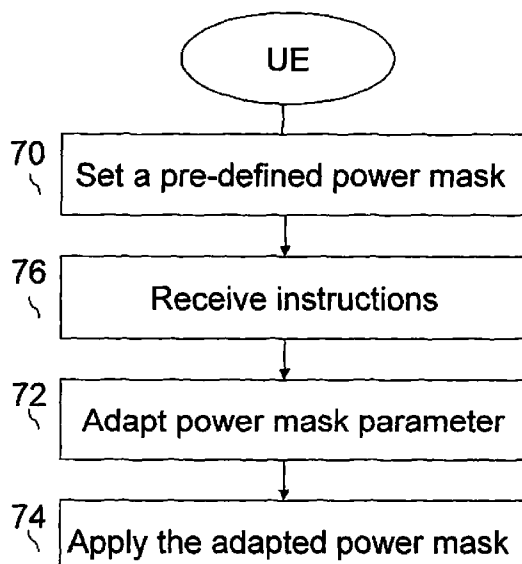 UE
70
Set a pre-defined power mask
76
Receive instructions
72
Adapt power mask parameter
74
Apply the adapted power mask